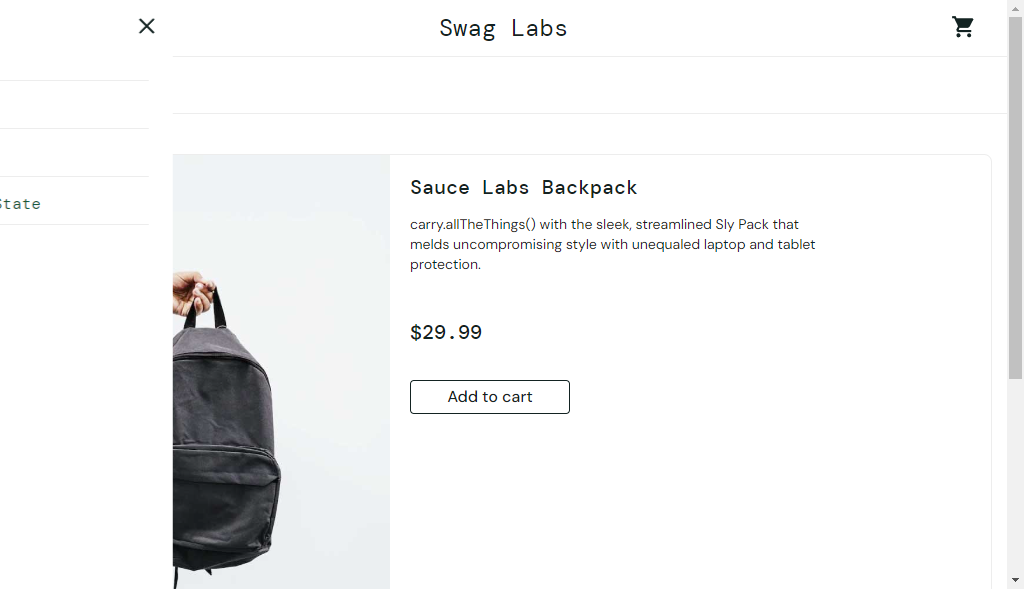 Swag Labs
State
Sauce Labs Backpack
carry.allTheThings() with the sleek, streamlined Sly Pack that
melds uncompromising style with unequaled laptop and tablet
protection.
$29.99
Add to cart